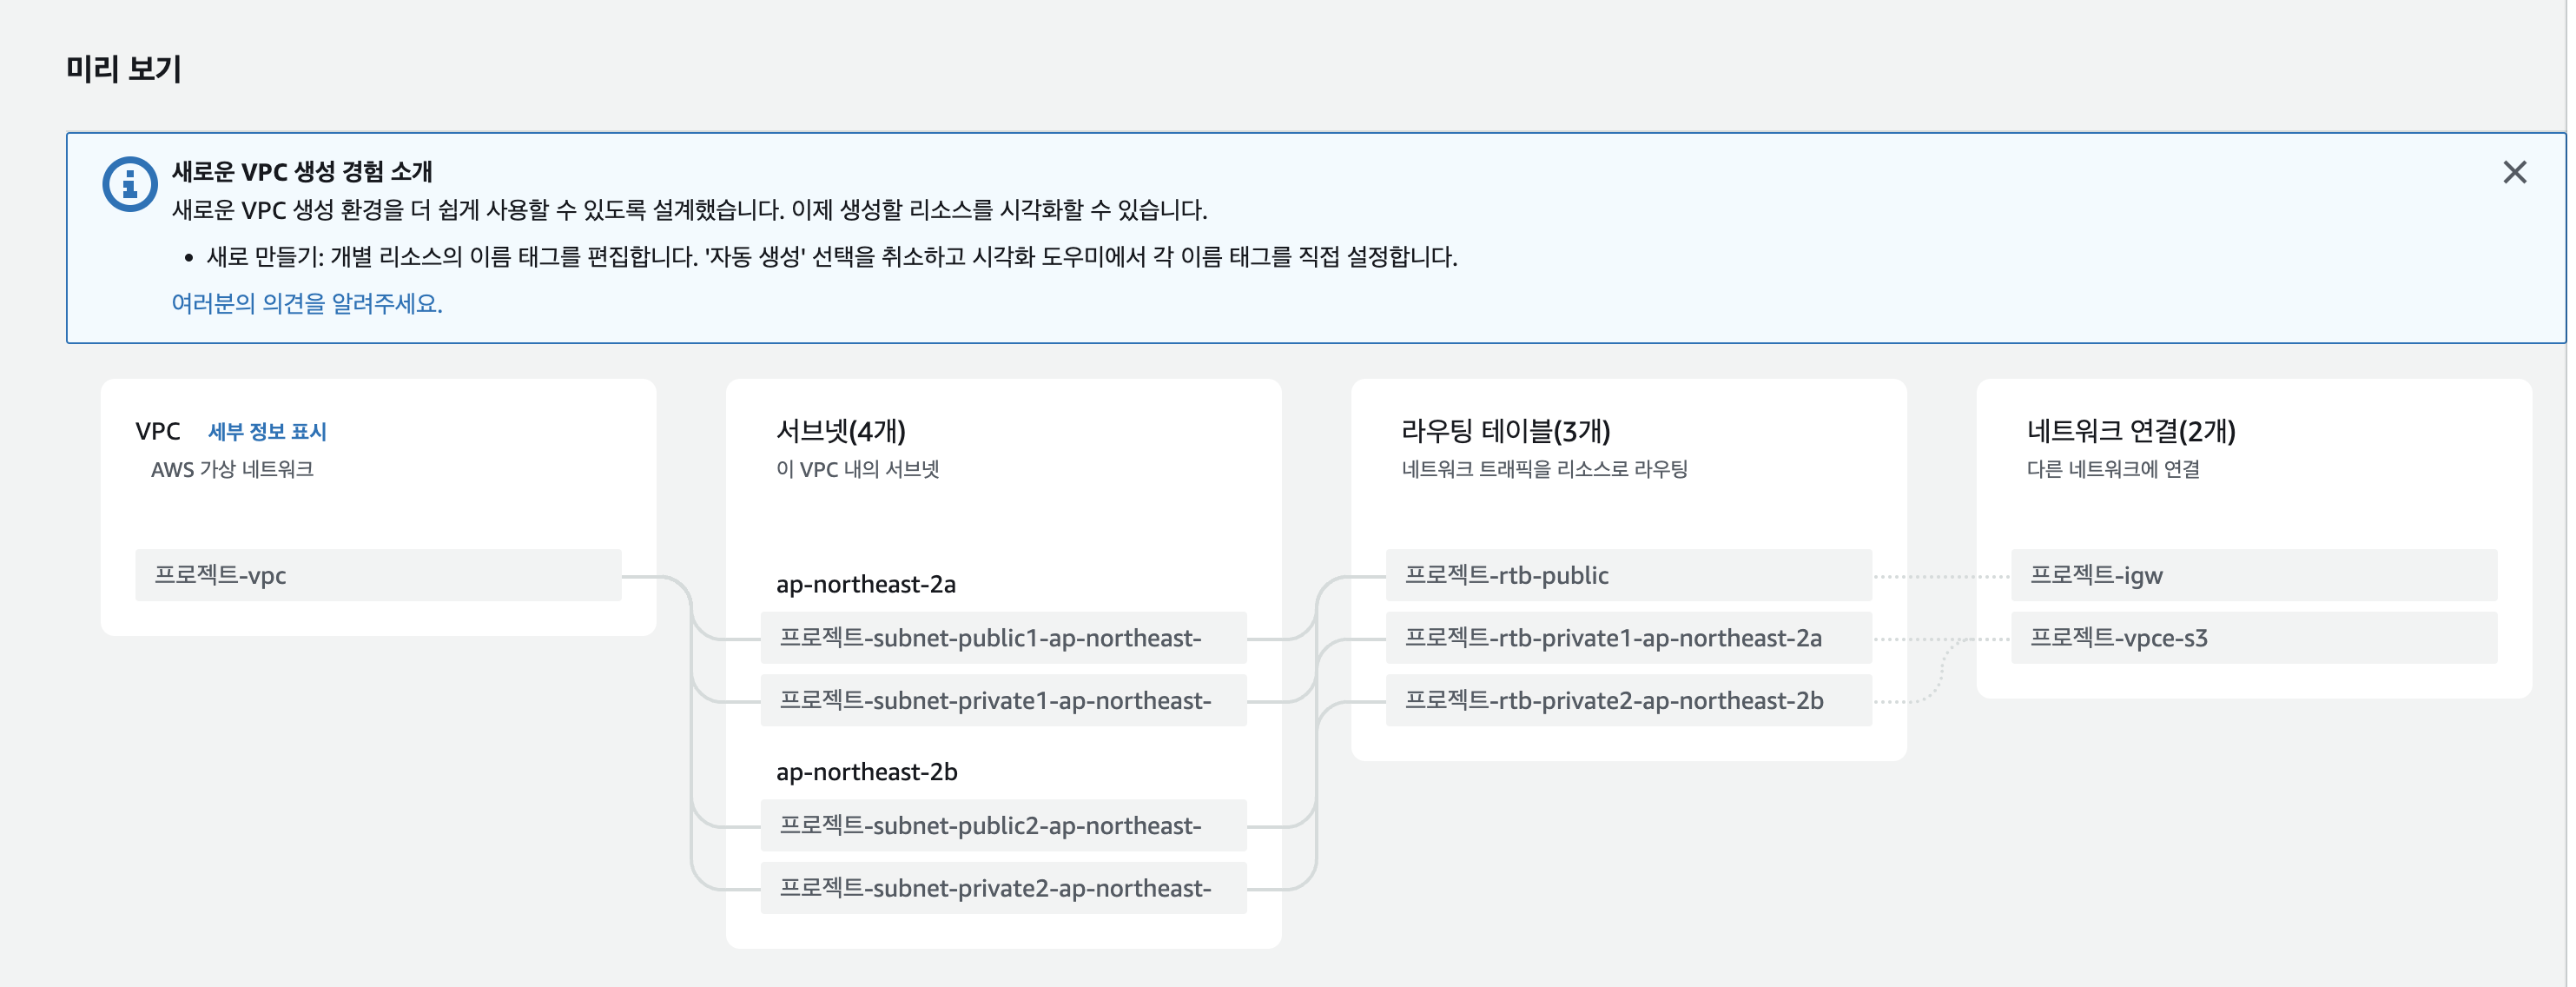 미리 보기
새로운 VPC 생성 경험 소개
새로운 VPC 생성 환경을 더 쉽게 사용할 수 있도록 설계했습니다. 이제 생성할 리소스를 시각화할 수 있습니다.
• 새로 만들기: 개별 리소스의 이름 태그를 편집합니다. '자동 생성' 선택을 취소하고 시각화 도우미에서 각 이름 태그를 직접 설정합니다.
여러분의 의견을 알려주세요.
VPC 세부 정보 표시
AWS 가상 네트워크
프로젝트-vpc
서브넷(4개)
이 VPC 내의 서브넷
ap-northeast-2a
프로젝트-subnet-public1-ap-northeast-
프로젝트-subnet-private1-ap-northeast-
ap-northeast-2b
프로젝트-subnet-public2-ap-northeast-
프로젝트-subnet-private2-ap-northeast-
라우팅 테이블(3개)
네트워크 트래픽을 리소스로 라우팅
프로젝트-rtb-public
프로젝트-rtb-private1-ap-northeast-2a
프로젝트-rtb-private2-ap-northeast-2b
네트워크 연결(2개)
다른 네트워크에 연결
프로젝트-igw
프로젝트-vpce-s3